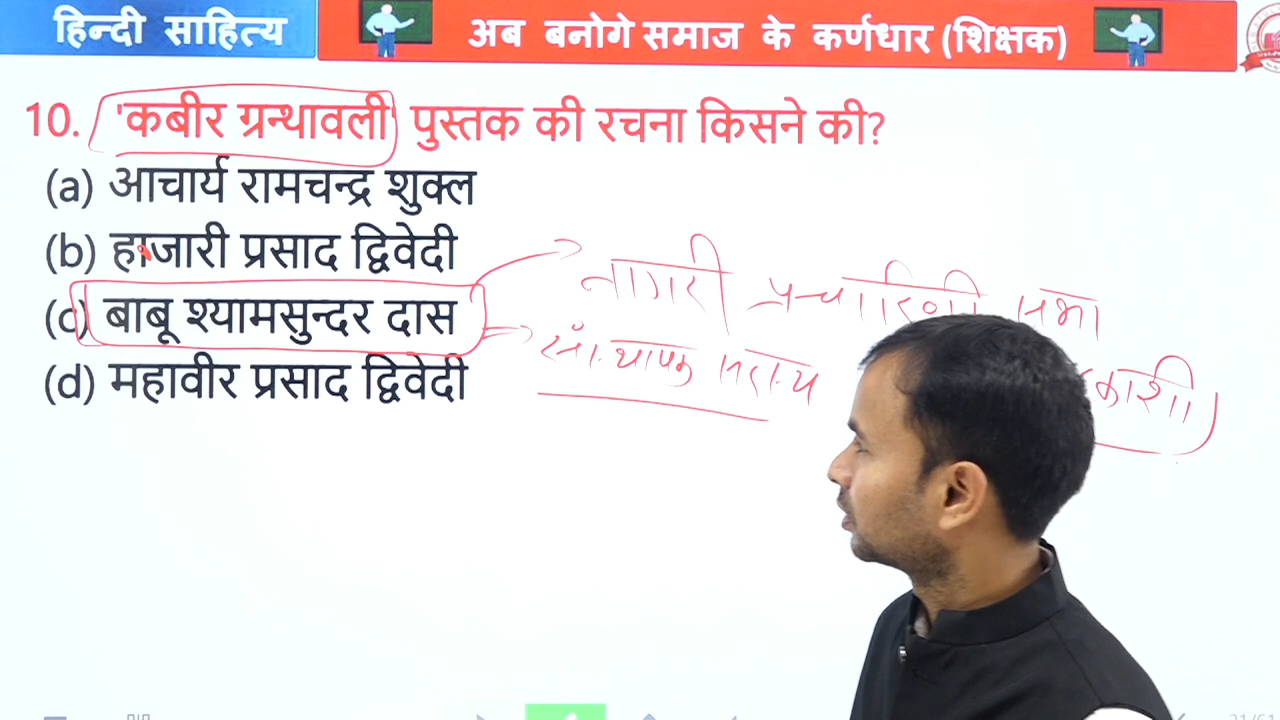 हिन्दी साहित्य
अब बनोगे समाज के कर्णधार (शिक्षक)
10. 'कबीर ग्रन्थावली' पुस्तक की रचना किसने की?
(a) आचार्य रामचन्द्र शुक्ल
(b) हाजारी प्रसाद द्विवेदी
(c) बाबू श्यामसुन्दर दास
(d) महावीर प्रसाद द्विवेदी
नागरी प्रचारिणी सभा
संस्थापक सदस्य
काशी)